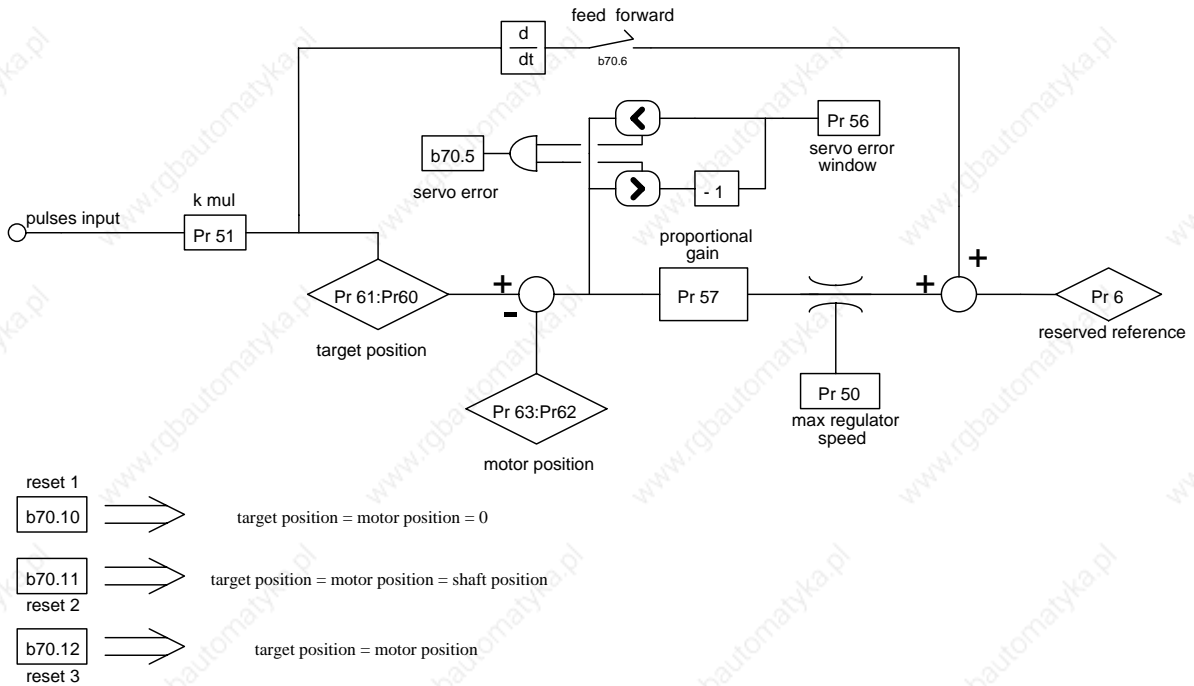 feed forward
d
dt
b70.6
Pr 56
servo error
window
b70.5
servo error
- 1
k mul
pulses input
Pr 51
proportional
gain
Pr 57
+
+
+
-
Pr 61:Pr60
target position
Pr 6
reserved reference
Pr 50
max regulator
speed
Pr 63:Pr62
motor position
reset 1
b70.10
target position = motor position = 0
b70.11
target position = motor position = shaft position
reset 2
b70.12
target position = motor position
reset 3
www.rgbautomatyka.pl